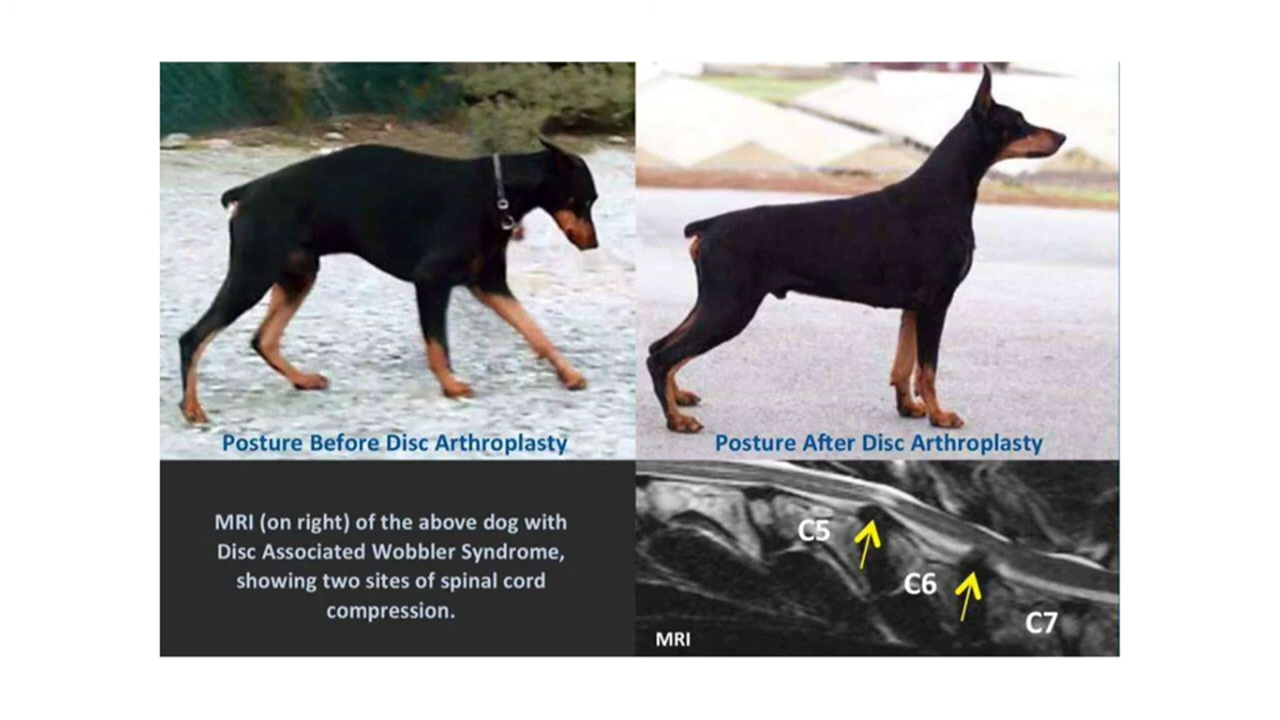 Posture Before Disc Arthroplasty
Posture After Disc Arthroplasty
MRI (on right) of the above dog with
Disc Associated Wobbler Syndrome,
showing two sites of spinal cord
compression.
C5
C6
C7
MRI